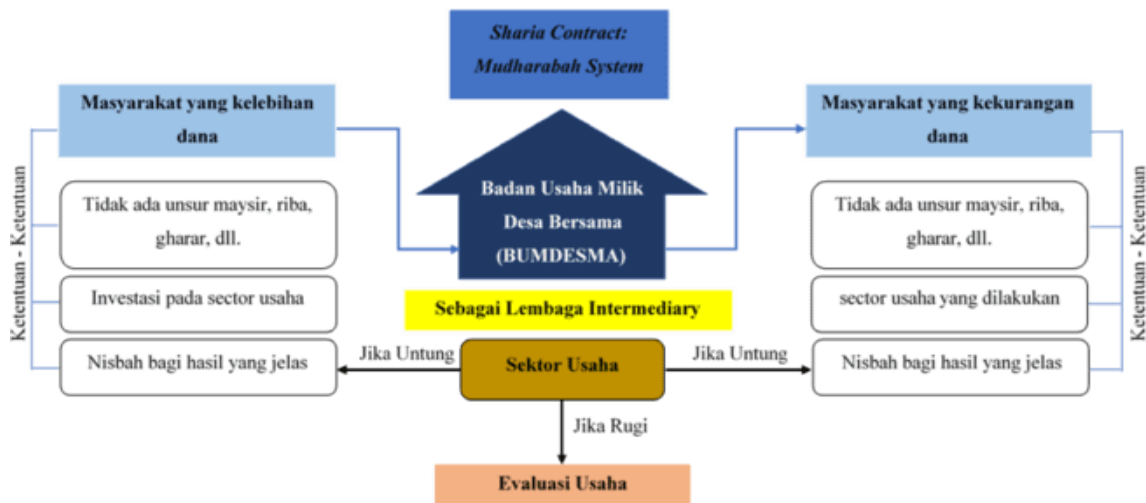 Sharia Contract:
Mudharabah System
Masyarakat yang kelebihan
dana
Masyarakat yang kekurangan
dana
Badan Usaha Milik
Desa Bersama
(BUMDESMA)
Ketentuan - Ketentuan
Tidak ada unsur maysir, riba,
gharar, dll.
Investasi pada sector usaha
Nisbah bagi hasil yang jelas
Tidak ada unsur maysir, riba,
gharar, dll.
sector usaha yang dilakukan
Nisbah bagi hasil yang jelas
Ketentuan - Ketentuan
Sebagai Lembaga Intermediary
Jika Untung
Sektor Usaha
Jika Untung
Jika Rugi
Evaluasi Usaha